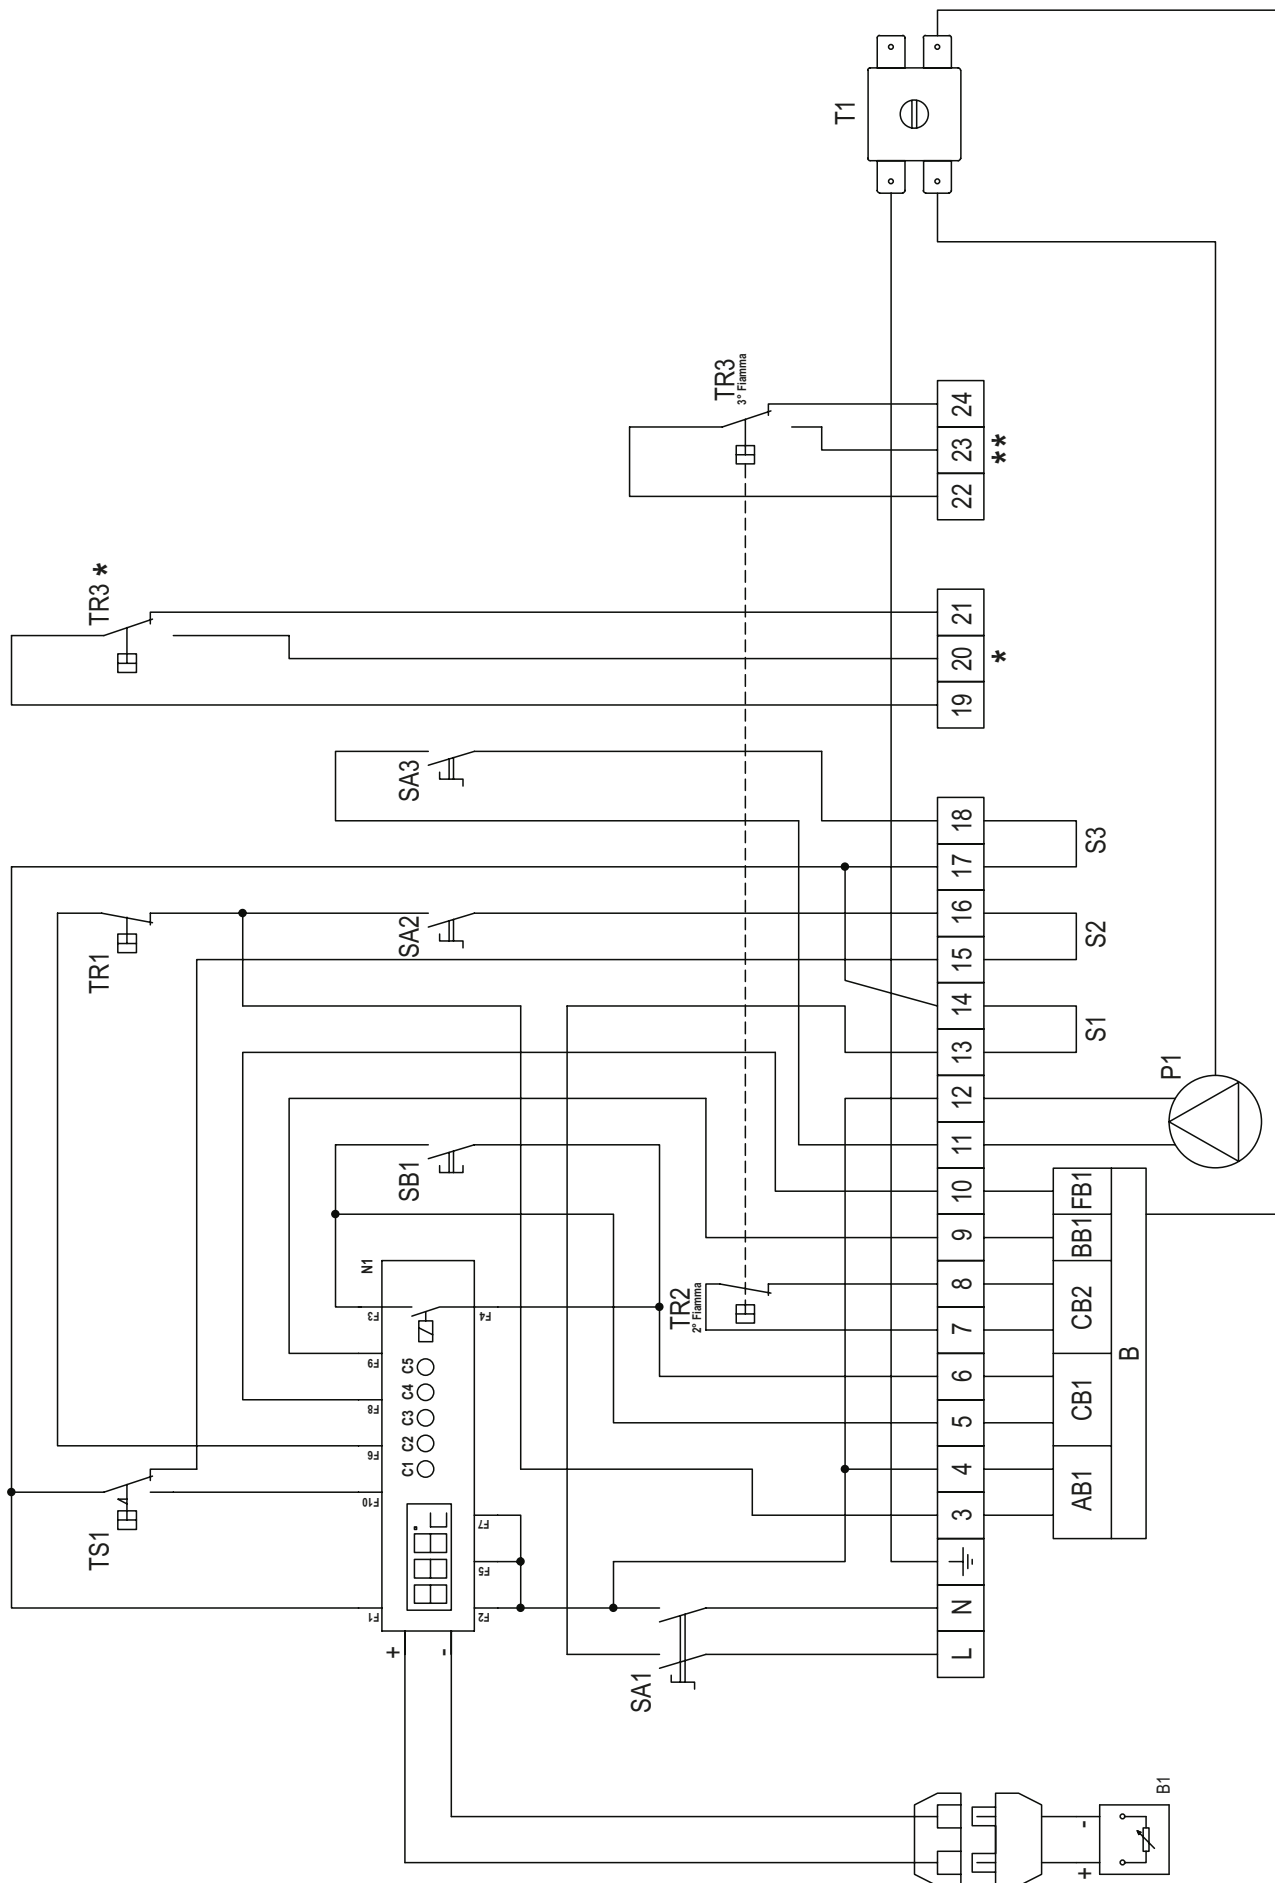 T1
TR3
3° Fiamma
24
23
22
**
TR3 *
21
20
19
*
SA3
18
17
S3
TR1
SA2
16
15
S2
14
13
S1
12
11
P1
SB1
10
9
8
7
6
5
4
3
N
L
FB1
BB1
CB2
CB1
AB1
B
TR2
2° Fiamma
N1
F3
F4
F9
F8
F6
F10
F1
F7
F5
F2
C1 C2 C3 C4 C5
°C
+
-
TS1
SA1
B1
+
-